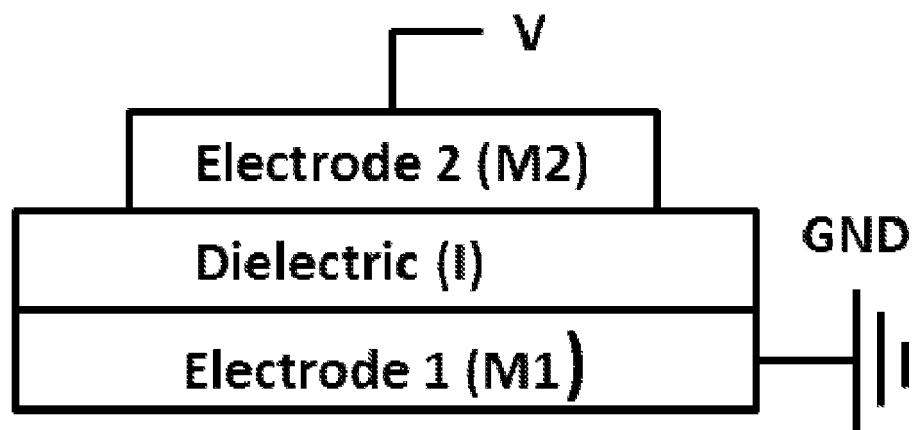 V
Electrode 2 (M2)
GND
Dielectric (I)
Electrode 1 (M1)